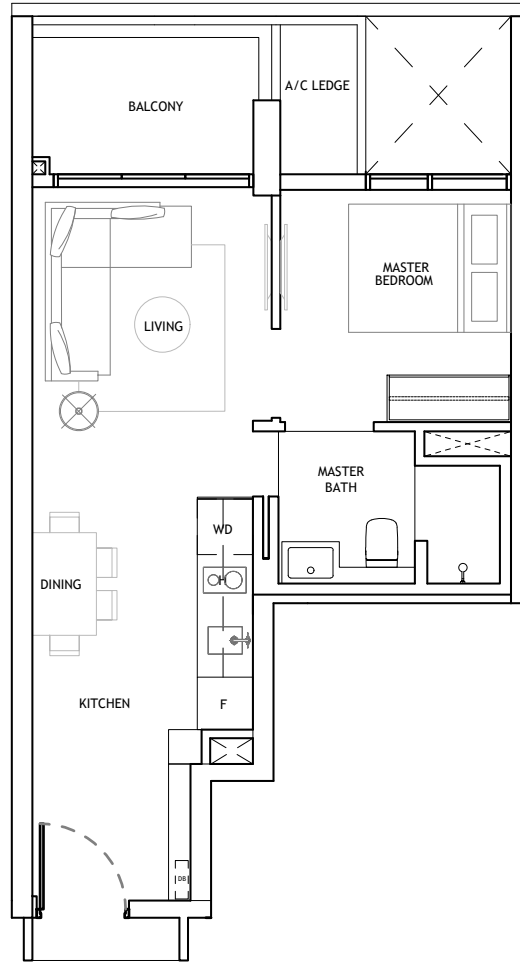 A/C LEDGE
BALCONY
MASTER
BEDROOM
LIVING
MASTER
BATH
WD
H
DINING
KITCHEN
F
DB